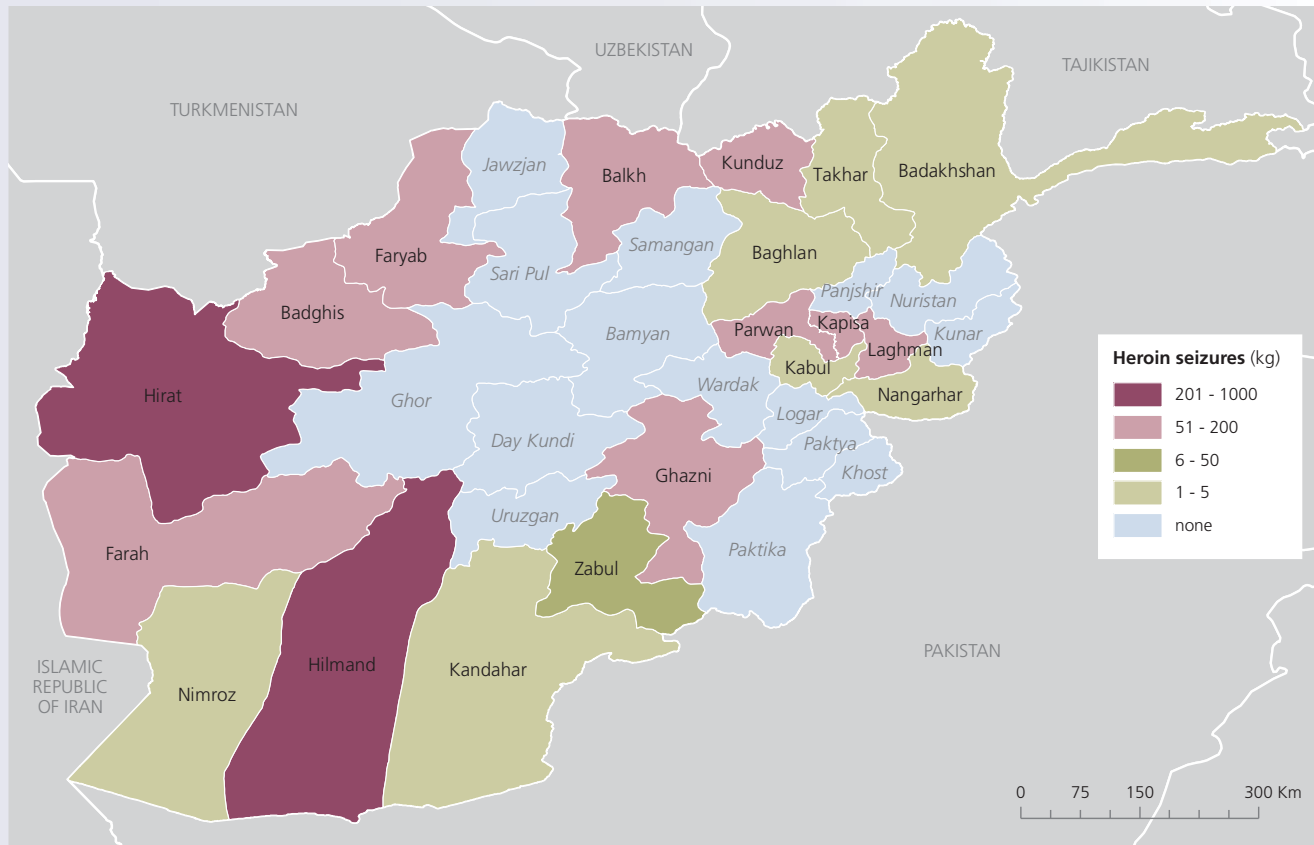 UZBEKISTAN
TAJIKISTAN
TURKMENISTAN
Jawzjan
Balkh
Kunduz
Takhar
Badakhshan
Faryab
Samangan
Baghlan
Sari Pul
Badghis
Panjshir
Nuristan
Bamyan
Parwan
Kapisa
Kunar
Laghman
Kabul
Hirat
Ghor
Wardak
Nangarhar
Logar
Day Kundi
Paktya
Ghazni
Khost
Uruzgan
Farah
Zabul
Paktika
Hilmand
Kandahar
Nimroz
ISLAMIC
REPUBLIC
OF IRAN
PAKISTAN
Heroin seizures (kg)
201 - 1000
51 - 200
6 - 50
1 - 5
none
0 75 150 300 Km